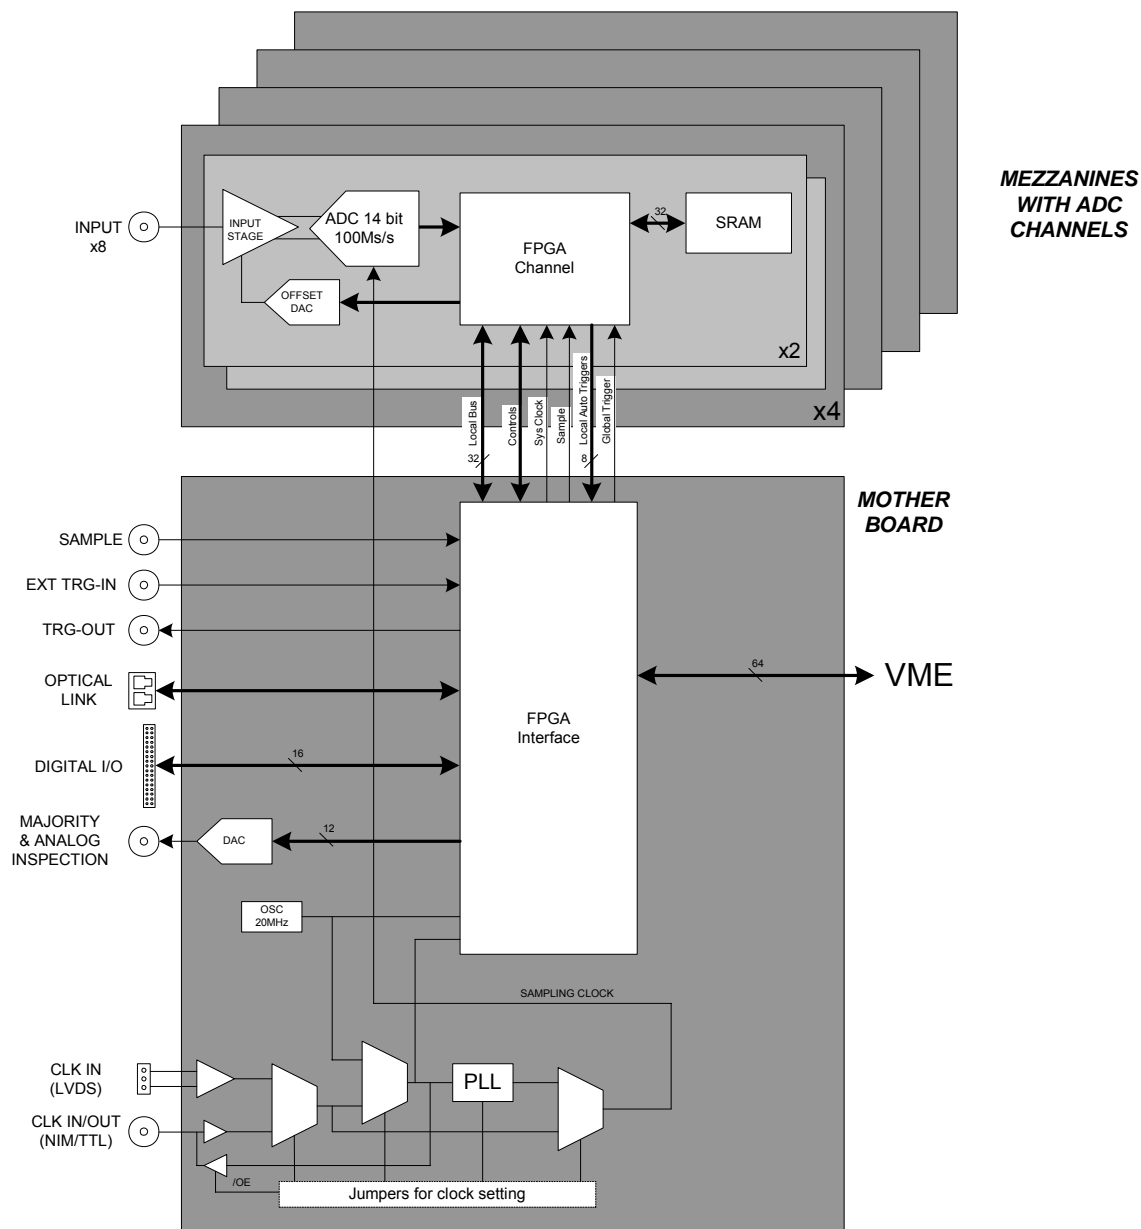 MEZZANINES
WITH ADC
CHANNELS
INPUT
x8
INPUT
STAGE
ADC 14 bit
100Ms/s
FPGA
Channel
32
SRAM
OFFSET
DAC
x2
x4
Local Bus
32
Controls
Sys Clock
Sample
Local Auto Triggers
8
Global Trigger
MOTHER
BOARD
SAMPLE
EXT TRG-IN
TRG-OUT
OPTICAL
LINK
64
VME
FPGA
Interface
DIGITAL I/O
16
MAJORITY
& ANALOG
INSPECTION
DAC
12
OSC
20MHz
SAMPLING CLOCK
CLK IN
(LVDS)
PLL
CLK IN/OUT
(NIM/TTL)
/OE
Jumpers for clock setting